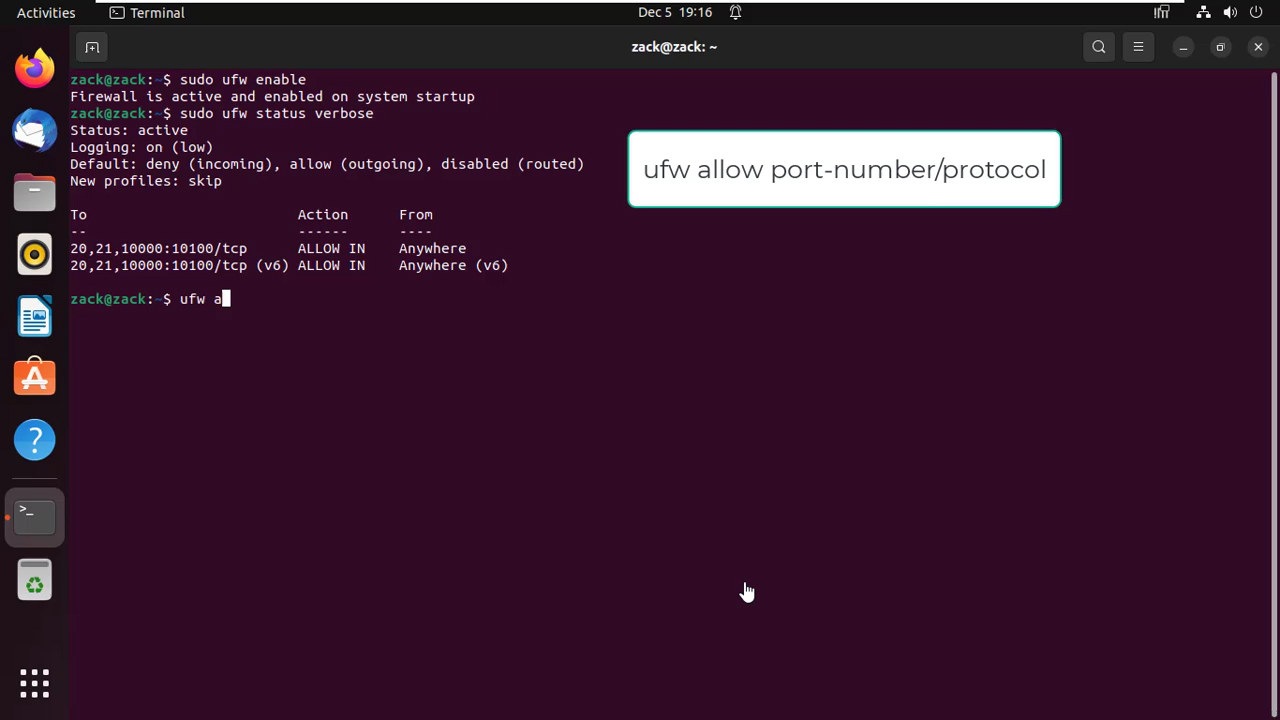 Activities
Terminal
Dec 5 19:16
zack@zack: ~
zack@zack:~$ sudo ufw enable
Firewall is active and enabled on system startup
zack@zack:~$ sudo ufw status verbose
Status: active
Logging: on (low)
Default: deny (incoming), allow (outgoing), disabled (routed)
New profiles: skip
To                         Action      From
--                         ------      ----
20,21,10000:10100/tcp      ALLOW IN    Anywhere
20,21,10000:10100/tcp (v6) ALLOW IN    Anywhere (v6)
zack@zack:~$ ufw a
ufw allow port-number/protocol